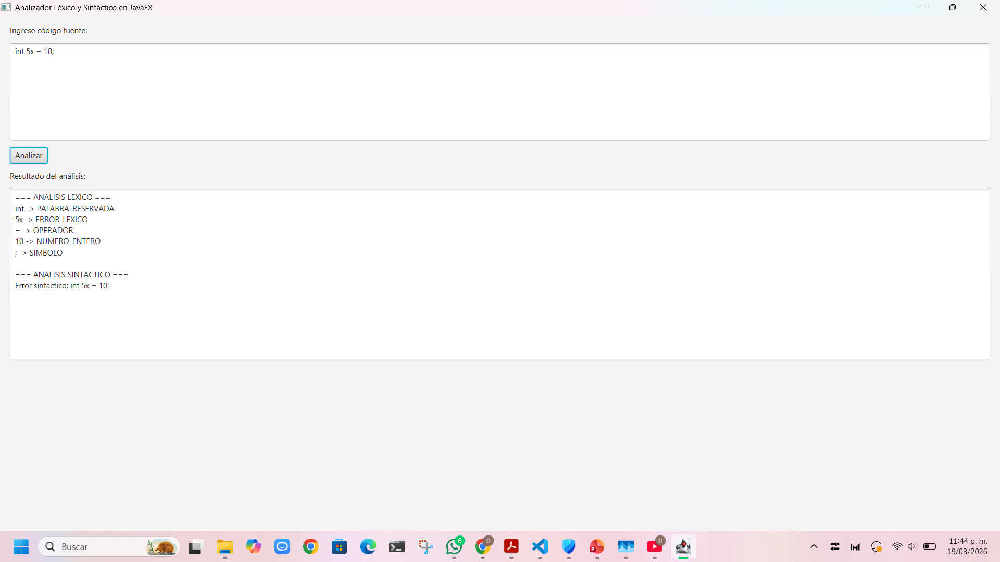 Analizador Léxico y Sintáctico en JavaFX
Ingrese código fuente:
int 5x = 10;
Analizar
Resultado del análisis:
=== ANALISIS LEXICO ===
int -> PALABRA_RESERVADA
5x -> ERROR_LEXICO
= -> OPERADOR
10 -> NUMERO_ENTERO
; -> SIMBOLO
=== ANALISIS SINTACTICO ===
Error sintáctico: int 5x = 10;
Buscar
6
D
P
D
11:44 p. m.
19/03/2026